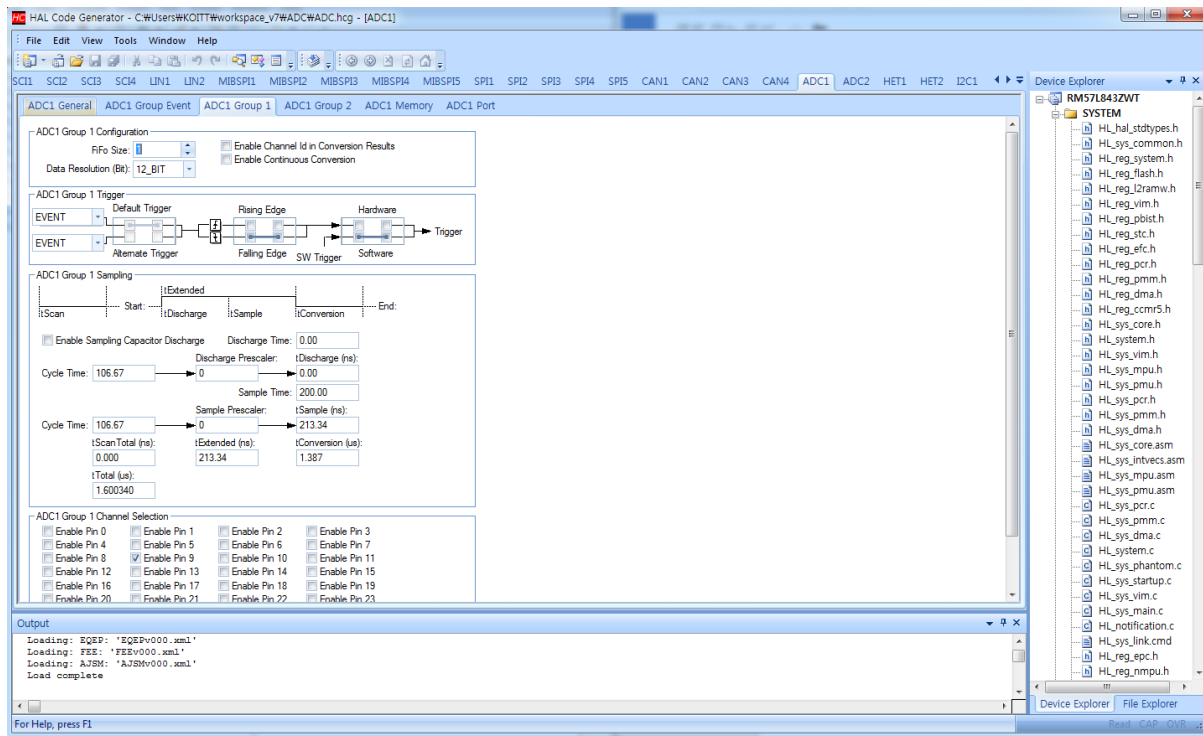 HAL Code Generator - C:₩Users₩KOITT₩workspace_v7₩ADC₩ADC.hcg - [ADC1]
File Edit View Tools Window Help
SCI1 SCI2 SCI3 SCI4 LIN1 LIN2 MIBSPI1 MIBSPI2 MIBSPI3 MIBSPI4 MIBSPI5 SPI1 SPI2 SPI3 SPI4 SPI5 CAN1 CAN2 CAN3 CAN4 ADC1 ADC2 HET1 HET2 I2C1
ADC1 General ADC1 Group Event ADC1 Group 1 ADC1 Group 2 ADC1 Memory ADC1 Port
ADC1 Group 1 Configuration
FiFo Size: 1
Enable Channel Id in Conversion Results
Enable Continuous Conversion
Data Resolution (Bit): 12_BIT
ADC1 Group 1 Trigger
Default Trigger Rising Edge Hardware
EVENT
Trigger
EVENT
Alternate Trigger Falling Edge SW Trigger Software
ADC1 Group 1 Sampling
tExtended
Start: End:
tScan tDischarge tSample tConversion
Enable Sampling Capacitor Discharge Discharge Time: 0.00
Discharge Prescaler: tDischarge (ns):
Cycle Time: 106.67 0 0.00
Sample Time: 200.00
Sample Prescaler: tSample (ns):
Cycle Time: 106.67 0 213.34
tScanTotal (ns): tExtended (ns): tConversion (us):
0.000 213.34 1.387
tTotal (us):
1.600340
ADC1 Group 1 Channel Selection
Enable Pin 0 Enable Pin 1 Enable Pin 2 Enable Pin 3
Enable Pin 4 Enable Pin 5 Enable Pin 6 Enable Pin 7
Enable Pin 8 Enable Pin 9 Enable Pin 10 Enable Pin 11
Enable Pin 12 Enable Pin 13 Enable Pin 14 Enable Pin 15
Enable Pin 16 Enable Pin 17 Enable Pin 18 Enable Pin 19
Enable Pin 20 Enable Pin 21 Enable Pin 22 Enable Pin 23
Output
Loading: EQEP: 'EQEPv000.xml'
Loading: FEE: 'FEEv000.xml'
Loading: AJSM: 'AJSMv000.xml'
Load complete
Device Explorer
RM57L843ZWT
SYSTEM
HL_hal_stdtypes.h
HL_sys_common.h
HL_reg_system.h
HL_reg_flash.h
HL_reg_l2ramw.h
HL_reg_vim.h
HL_reg_pbist.h
HL_reg_stc.h
HL_reg_efc.h
HL_reg_pcr.h
HL_reg_pmm.h
HL_reg_dma.h
HL_reg_ccmr5.h
HL_sys_core.h
HL_system.h
HL_sys_vim.h
HL_sys_mpu.h
HL_sys_pmu.h
HL_sys_pcr.h
HL_sys_pmm.h
HL_sys_dma.h
HL_sys_core.asm
HL_sys_intvecs.asm
HL_sys_mpu.asm
HL_sys_pmu.asm
HL_sys_pcr.c
HL_sys_pmm.c
HL_sys_dma.c
HL_system.c
HL_sys_phantom.c
HL_sys_startup.c
HL_sys_vim.c
HL_sys_main.c
HL_notification.c
HL_sys_link.cmd
HL_reg_epc.h
HL_reg_nmpu.h
Device Explorer File Explorer
For Help, press F1
Read CAP OVR